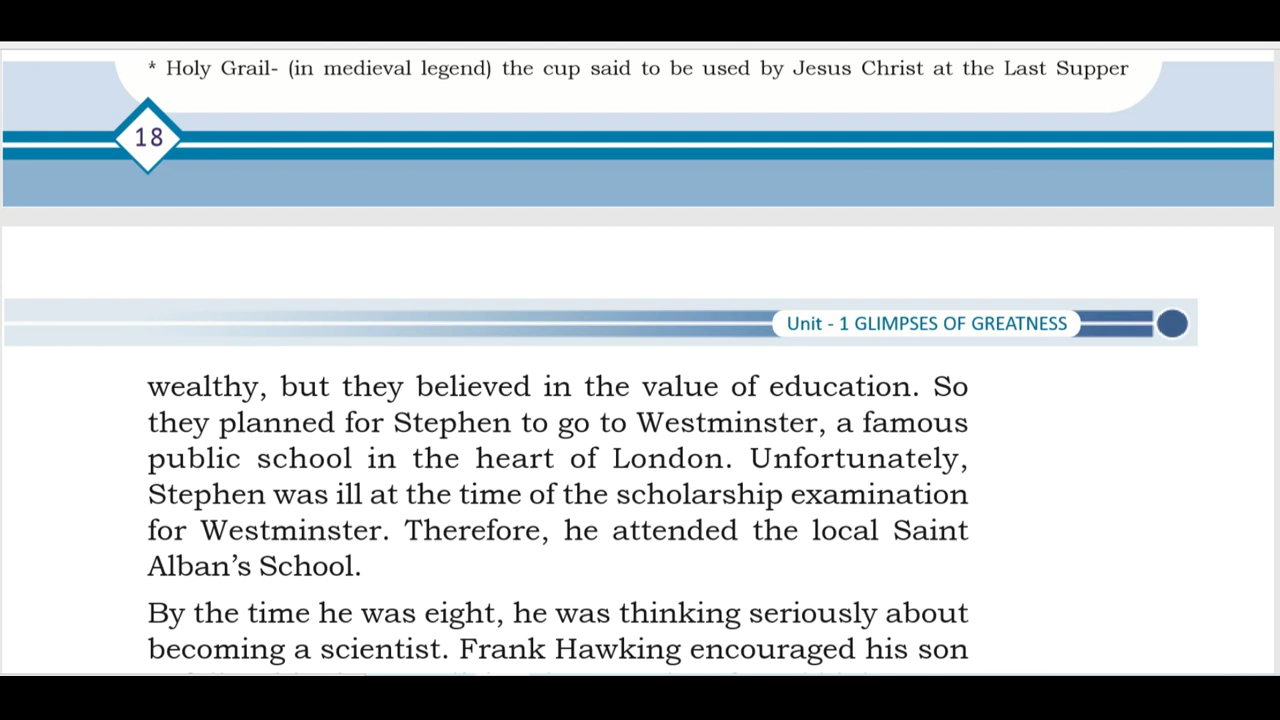 * Holy Grail- (in medieval legend) the cup said to be used by Jesus Christ at the Last Supper
18
Unit - 1 GLIMPSES OF GREATNESS
wealthy, but they believed in the value of education. So
they planned for Stephen to go to Westminster, a famous
public school in the heart of London. Unfortunately,
Stephen was ill at the time of the scholarship examination
for Westminster. Therefore, he attended the local Saint
Alban’s School.
By the time he was eight, he was thinking seriously about
becoming a scientist. Frank Hawking encouraged his son